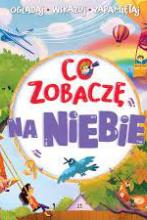 OGLĄDAJ • WSKAZUJ • ZAPAMIĘTAJ
CO
ZOBACZĘ
NA NIEBIE